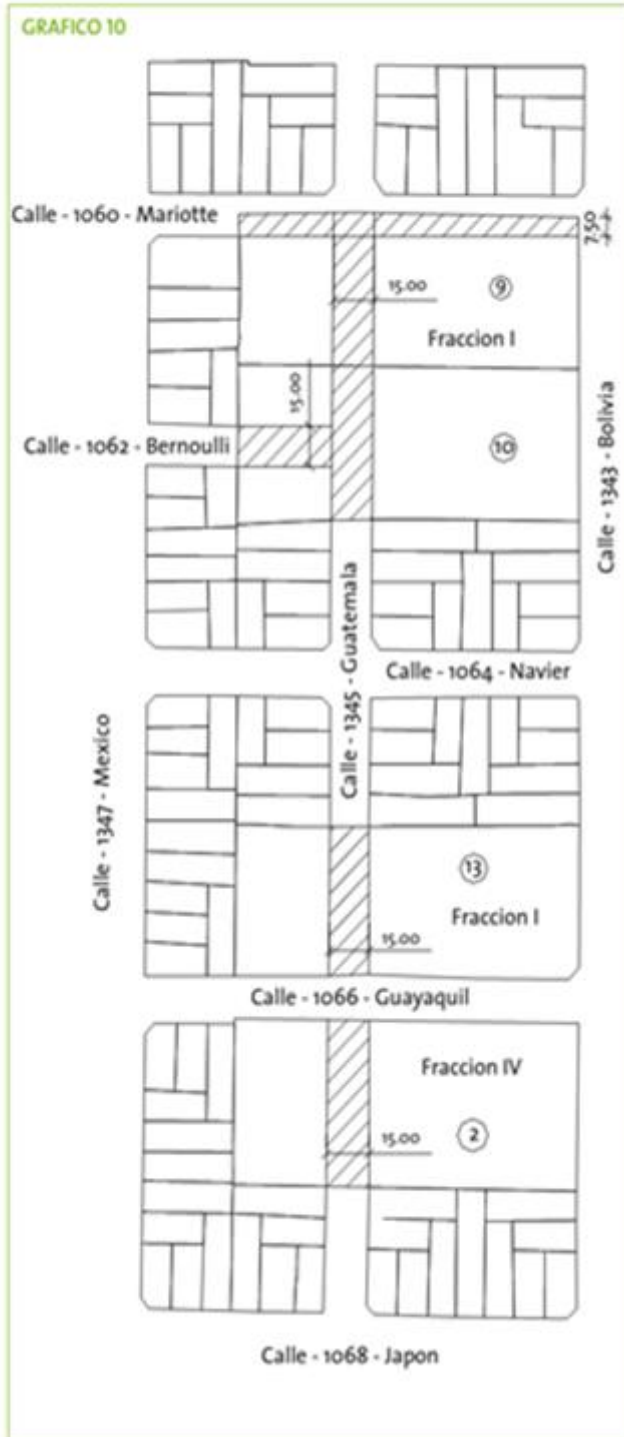 GRAFICO 10
Calle - 1060 - Mariotte
7.50
15.00
9
Fraccion I
15.00
Calle - 1062 - Bernoulli
10
Calle - 1343 - Bolivia
Calle - 1345 - Guatemala
Calle - 1064 - Navier
Calle - 1347 - Mexico
13
Fraccion I
15.00
Calle - 1066 - Guayaquil
Fraccion IV
15.00
2
Calle - 1068 - Japon